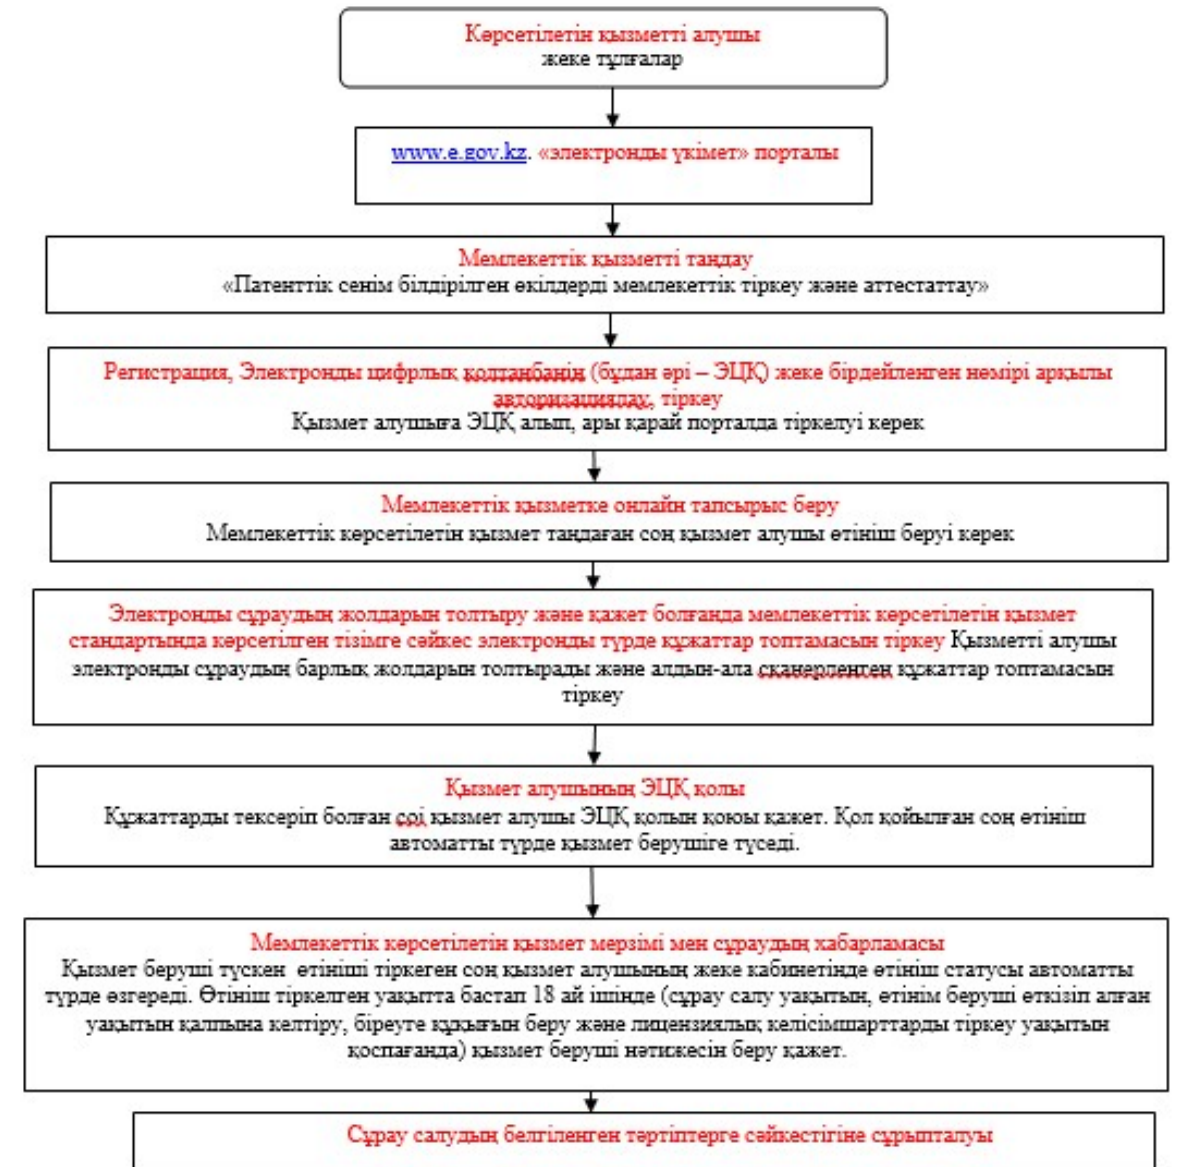 Көрсетілетін қызметті алушы
жеке тұлғалар
www.e.gov.kz. «электронды үкімет» порталы
Мемлекеттік қызметті таңдау
«Патенттік сенім білдірілген өкілдерді мемлекеттік тіркеу және аттестаттау»
Регистрация, Электронды цифрлық қолтанбанің (бұдан әрі – ЭЦҚ) жеке бірдейленген нөмірі арқылы
авторизациялау, тіркеу
Қызмет алушыға ЭЦҚ алып, ары қарай порталда тіркелуі керек
Мемлекеттік қызметке онлайн тапсырыс беру
Мемлекеттік көрсетілетін қызмет таңдаған соң қызмет алушы өтініш беруі керек
Электронды сұраудың жолдарын толтыру және қажет болғанда мемлекеттік көрсетілетін қызмет
стандартында көрсетілген тізімге сәйкес электронды түрде құжаттар топтамасын тіркеу Қызметті алушы
электронды сұраудың барлық жолдарын толтырады және алдын-ала сканерленген құжаттар топтамасын
тіркеу
Қызмет алушының ЭЦҚ қолы
Құжаттарды тексеріп болған соі қызмет алушы ЭЦҚ қолын қоюы қажет. Қол қойылған соң өтініш
автоматты түрде қызмет берушіге түседі.
Мемлекеттік көрсетілетін қызмет мерзімі мен сұраудың хабарламасы
Қызмет беруші түскен өтініші тіркеген соң қызмет алушының жеке кабинетінде өтініш статусы автоматты
түрде өзгереді. Өтініш тіркелген уақытта бастап 18 ай ішінде (сұрау салу уақытын, өтінім беруші өткізіп алған
уақытын қалпына келтіру, біреуге құқығын беру және лицензиялық келісімшарттарды тіркеу уақытын
қоспағанда) қызмет беруші нәтижесін беру қажет.
Сұрау салудың белгіленген тәртіптерге сәйкестігіне сұрыпталуы